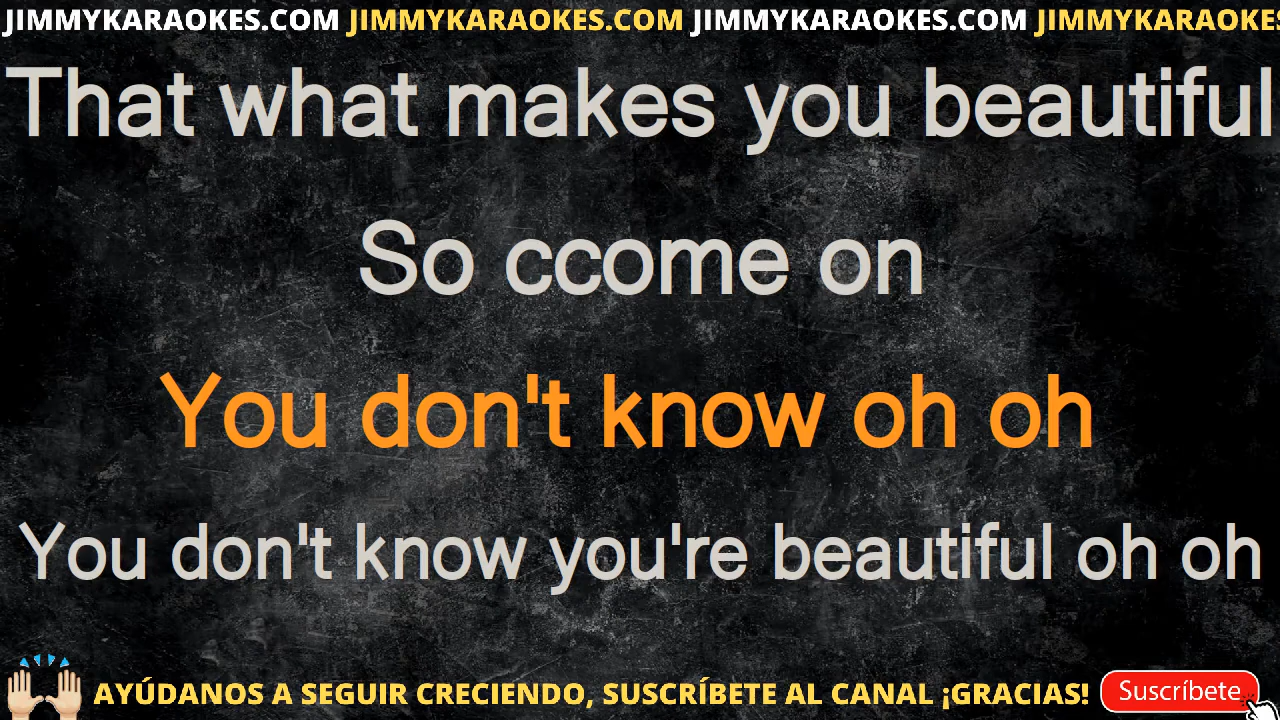 JIMMYKARAOKES.COM JIMMYKARAOKES.COM JIMMYKARAOKES.COM JIMMYKARAOKES
That what makes you beautiful
So ccome on
You don't know oh oh
You don't know you're beautiful oh oh
AYÚDANOS A SEGUIR CRECIENDO, SUSCRÍBETE AL CANAL ¡GRACIAS! Suscríbete